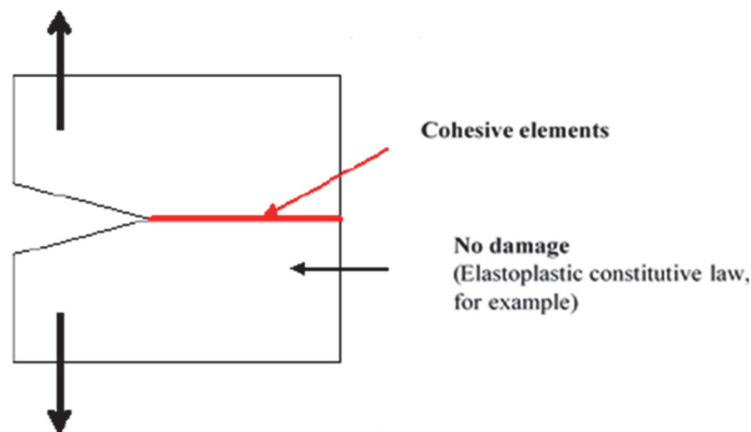 Cohesive elements
No damage
(Elastoplastic constitutive law,
for example)